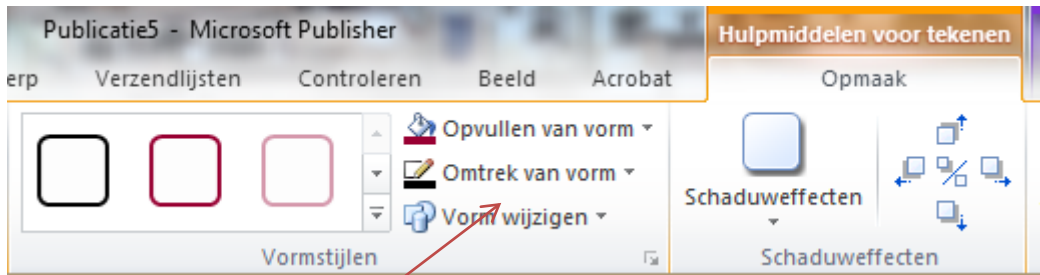 Publicatie5 - Microsoft Publisher
Hulpmiddelen voor tekenen
erp Verzendlijsten Controleren Beeld Acrobat Opmaak
Opvullen van vorm
Omtrek van vorm
Vorm wijzigen
Schaduweffecten
Vormstijlen
Schaduweffecten